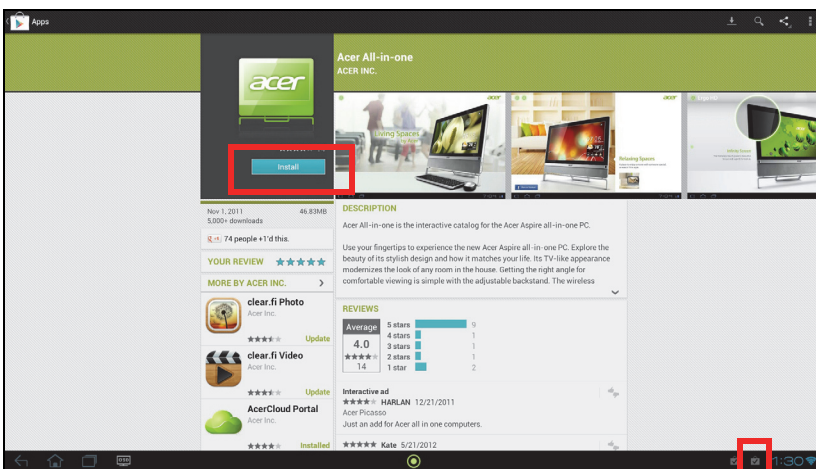 Apps
acer
Acer All-in-one
ACER INC.
Install
acer
Living Spaces
acer
Relaxing Spaces
Nov 1, 2011 46.83MB
5,000+ downloads
74 people +1'd this.
YOUR REVIEW
MORE BY ACER INC.
clear.fi Photo
Acer Inc.
Update
clear.fi Video
Acer Inc.
Update
AcerCloud Portal
Acer Inc.
Installed
DESCRIPTION
Acer All-in-one is the interactive catalog for the Acer Aspire all-in-one PC.
Use your fingertips to experience the new Acer Aspire all-in-one PC. Explore the
beauty of its stylish design and how it matches your life. Its TV-like appearance
modernizes the look of any room in the house. Getting the right angle for
comfortable viewing is simple with the adjustable backstand. The wireless
REVIEWS
Average
4.0
14
5 stars 9
4 stars 1
3 stars 1
2 stars 1
1 star 2
Interactive ad
HARLAN 12/21/2011
Acer Picasso
Just an add for Acer all in one computers.
Kate 5/21/2012
1:30